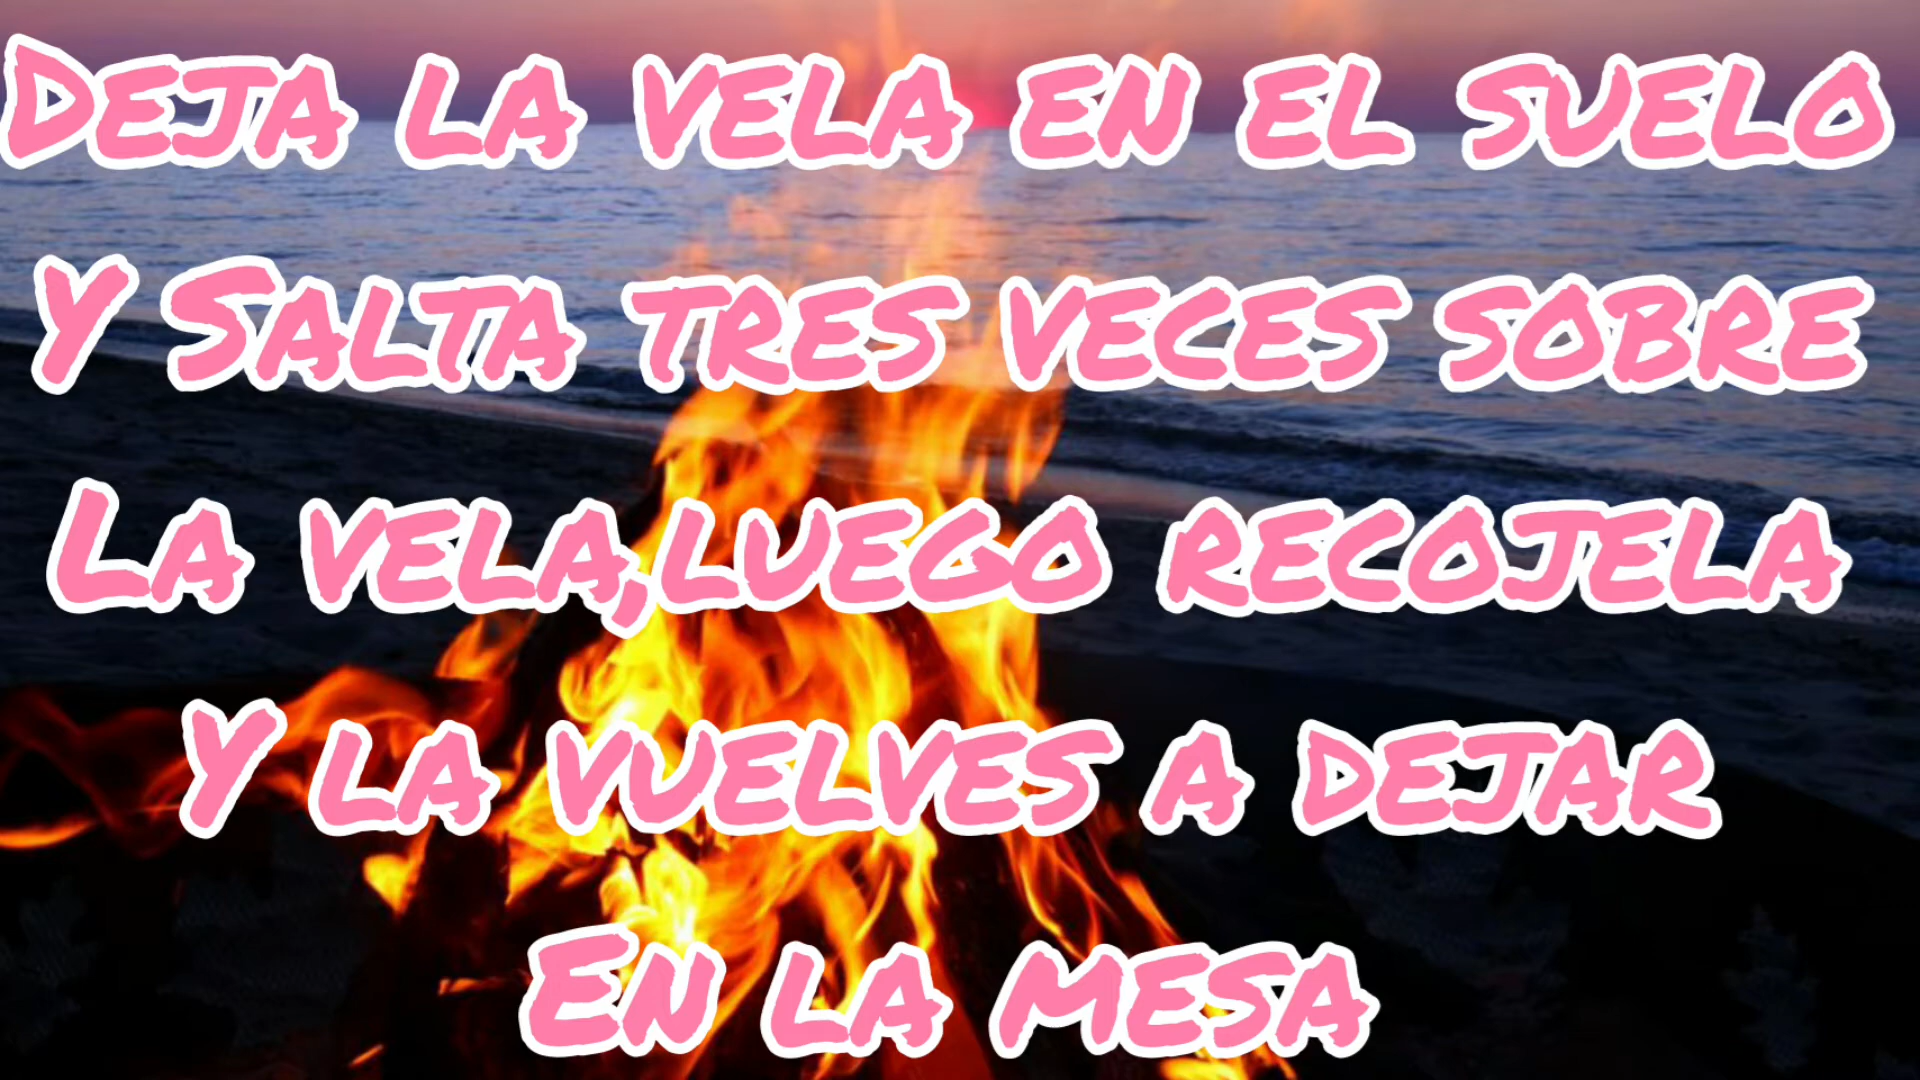 Deja la vela en el suelo
Y Salta tres veces sobre
La vela,luego recojela
Y la vuelves a dejar
En la mesa